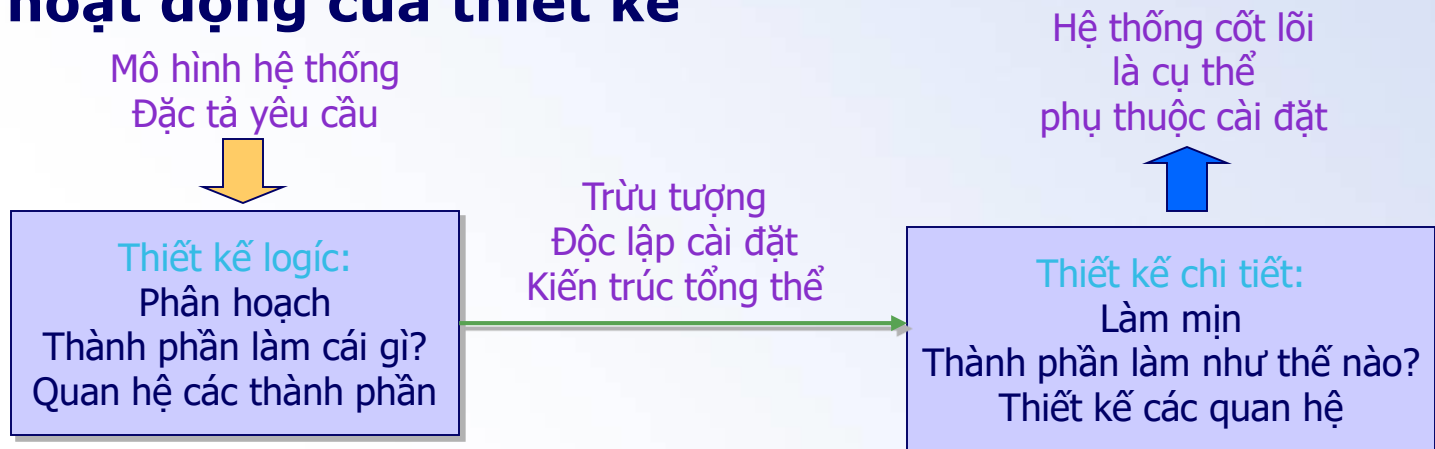 hoạt động của thiết kế
Mô hình hệ thống
Đặc tả yêu cầu
Hệ thống cốt lõi
là cụ thể
phụ thuộc cài đặt
Trừu tượng
Độc lập cài đặt
Kiến trúc tổng thể
Thiết kế logíc:
Phân hoạch
Thành phần làm cái gì?
Quan hệ các thành phần
Thiết kế chi tiết:
Làm mịn
Thành phần làm như thế nào?
Thiết kế các quan hệ